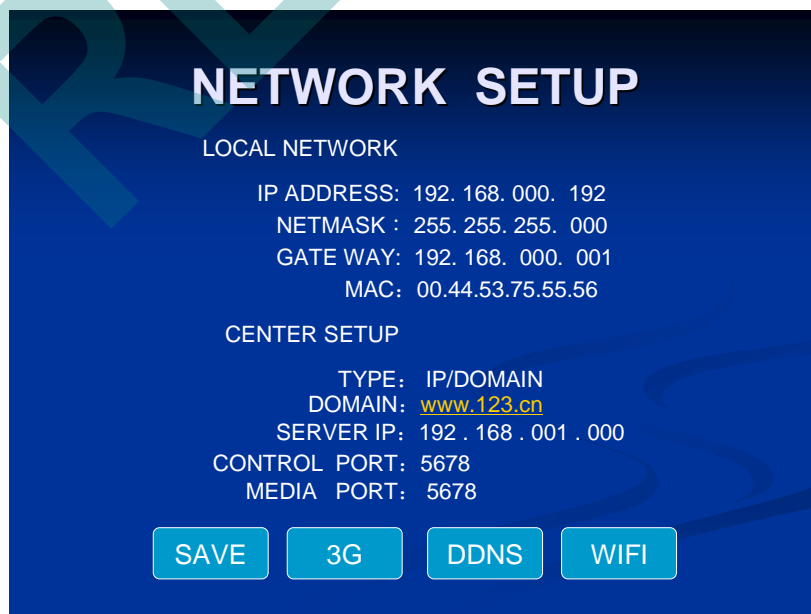 NETWORK SETUP
LOCAL NETWORK
IP ADDRESS: 192. 168. 000. 192
NETMASK：255. 255. 255. 000
GATE WAY: 192. 168. 000. 001
MAC：00.44.53.75.55.56
CENTER SETUP
TYPE： IP/DOMAIN
DOMAIN：www.123.cn
SERVER IP：192 . 168 . 001 . 000
CONTROL PORT：5678
MEDIA PORT：5678
SAVE 3G DDNS WIFI